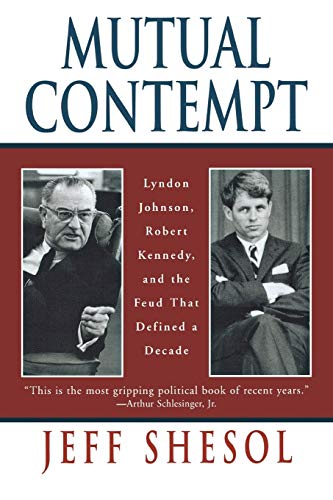 MUTUAL
CONTEMPT
Lyndon
Johnson,
Robert
Kennedy,
and the
Feud That
Defined a
Decade
“This is the most gripping political book of recent years.”
—Arthur Schlesinger, Jr.
JEFF SHESOL